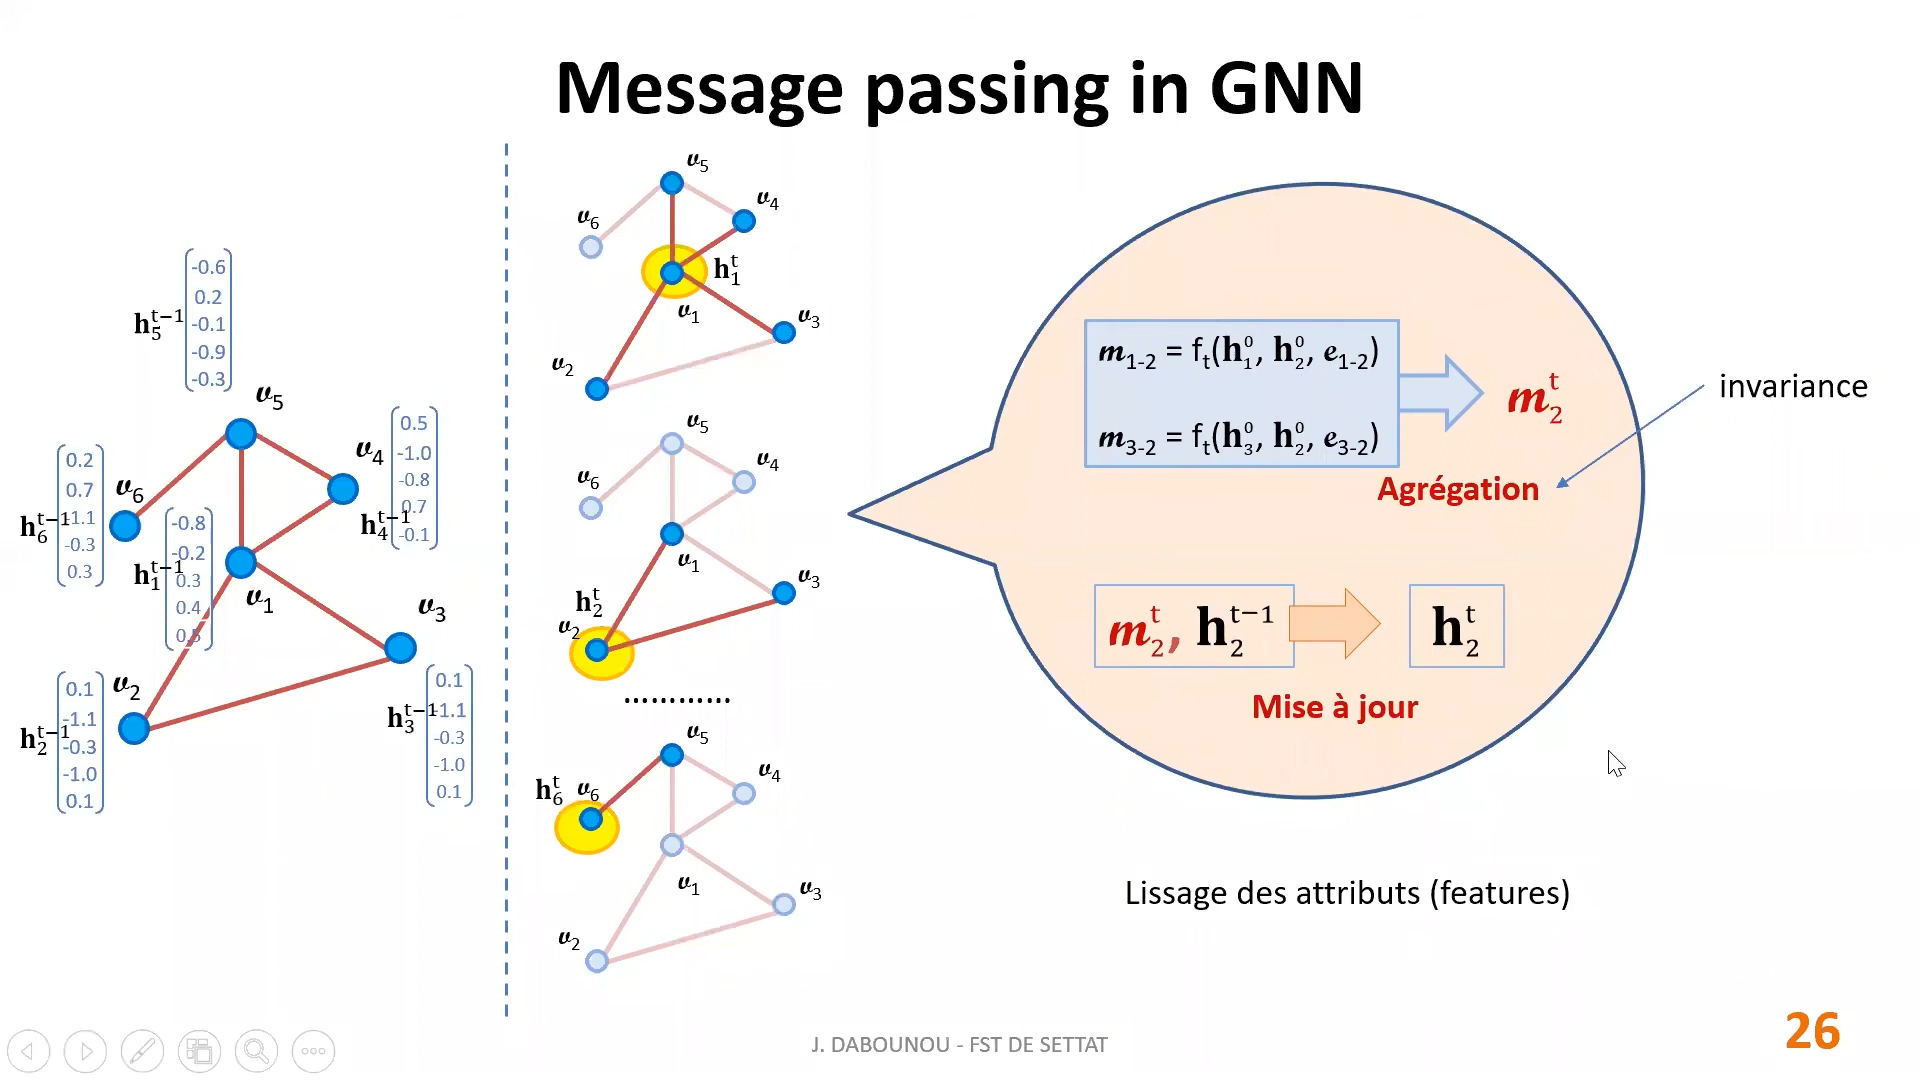 Message passing in GNN
h₅ᵗ⁻¹
-0.6
0.2
-0.1
-0.9
-0.3
v₅
v₄
h₄ᵗ⁻¹
0.5
-1.0
-0.8
0.7
-0.1
v₆
h₆ᵗ⁻¹
0.2
0.7
-1.1
-0.3
0.3
h₁ᵗ⁻¹
-0.8
-0.2
0.3
0.4
0.5
v₁
v₃
h₃ᵗ⁻¹
0.1
-1.1
-0.3
-1.0
0.1
v₂
h₂ᵗ⁻¹
0.1
-1.1
-0.3
-1.0
0.1
v₅
v₄
v₆
h₁ᵗ
v₁
v₃
v₂
v₅
v₄
v₆
v₁
v₃
h₂ᵗ
v₂
............
v₅
v₄
h₆ᵗ
v₆
v₁
v₃
v₂
m₁₋₂ = fₜ(h₁⁰, h₂⁰, e₁₋₂)
m₃₋₂ = fₜ(h₃⁰, h₂⁰, e₃₋₂)
m₂ᵗ
invariance
Agrégation
m₂ᵗ, h₂ᵗ⁻¹
h₂ᵗ
Mise à jour
Lissage des attributs (features)
J. DABOUNOU - FST DE SETTAT
26